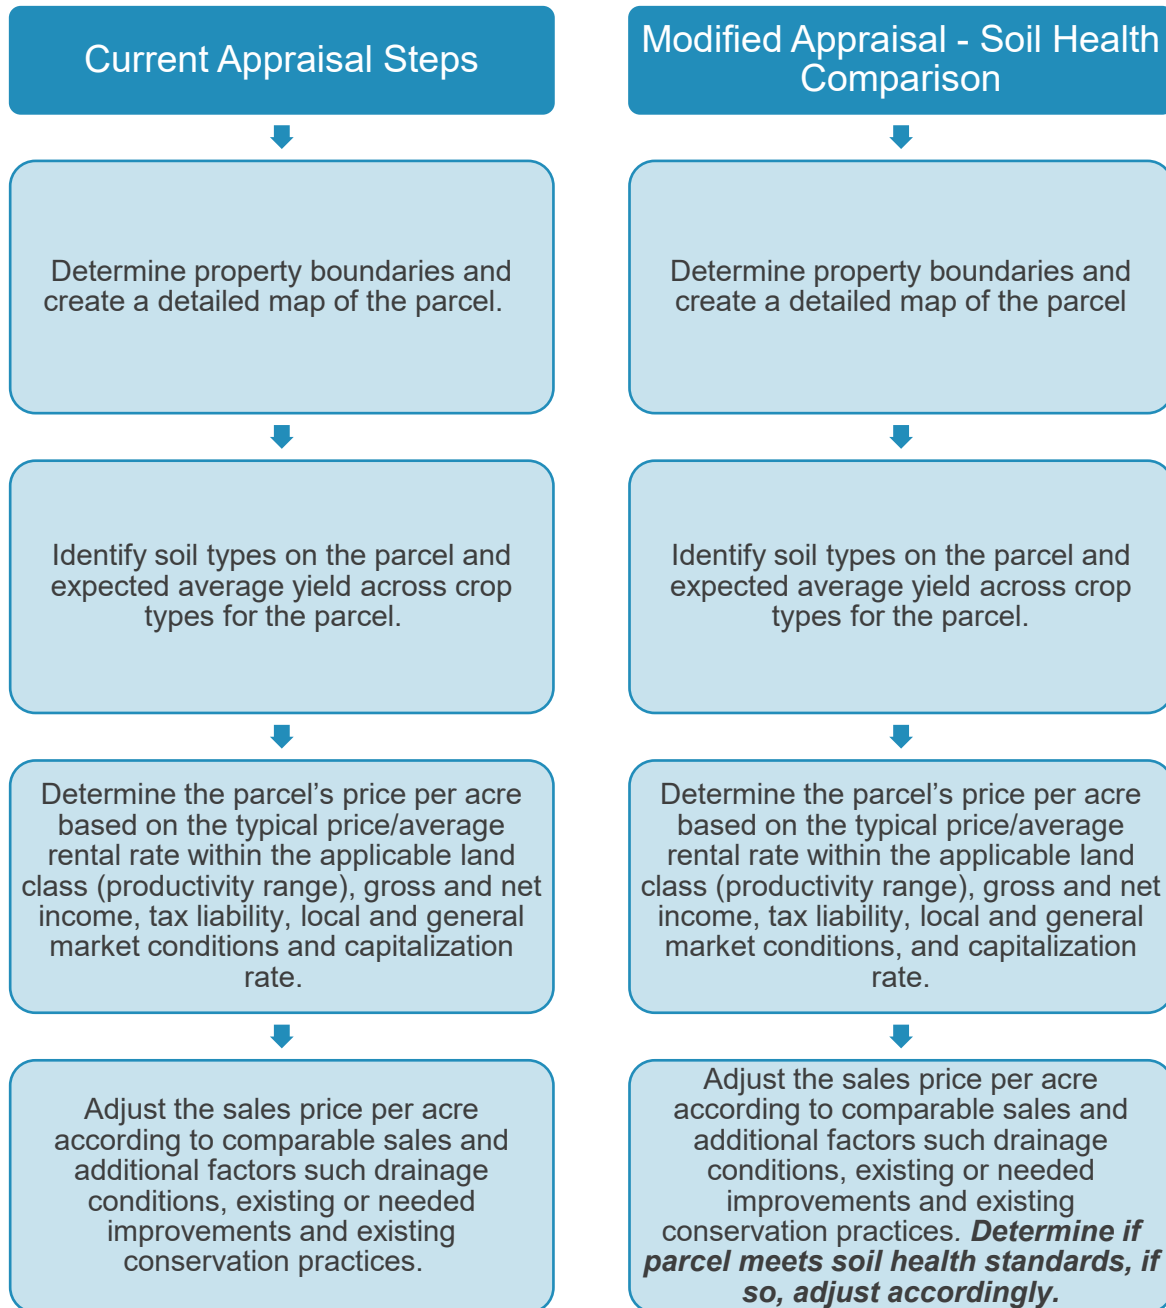 Current Appraisal Steps
Determine property boundaries and
create a detailed map of the parcel.
Identify soil types on the parcel and
expected average yield across crop
types for the parcel.
Determine the parcel's price per acre
based on the typical price/average
rental rate within the applicable land
class (productivity range), gross and net
income, tax liability, local and general
market conditions and capitalization
rate.
Adjust the sales price per acre
according to comparable sales and
additional factors such drainage
conditions, existing or needed
improvements and existing
conservation practices.
Modified Appraisal - Soil Health
Comparison
Determine property boundaries and
create a detailed map of the parcel
Identify soil types on the parcel and
expected average yield across crop
types for the parcel.
Determine the parcel's price per acre
based on the typical price/average
rental rate within the applicable land
class (productivity range), gross and net
income, tax liability, local and general
market conditions, and capitalization
rate.
Adjust the sales price per acre
according to comparable sales and
additional factors such drainage
conditions, existing or needed
improvements and existing
conservation practices. Determine if
parcel meets soil health standards, if
so, adjust accordingly.